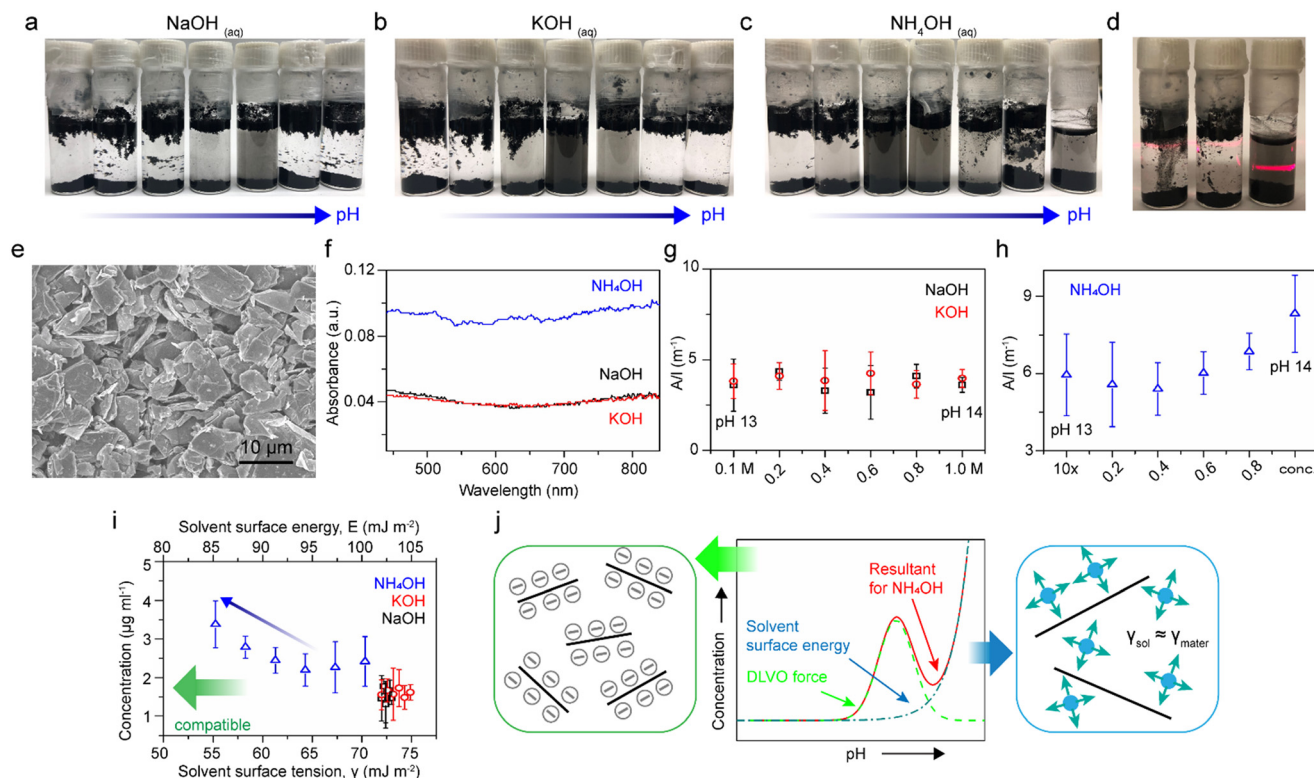 a
NaOH (aq)
b
KOH (aq)
c
NH₄OH (aq)
d
pH
pH
pH
e
10 µm
f
Absorbance (a.u.)
0.12
0.08
0.04
NH₄OH
NaOH
KOH
500
600
700
800
Wavelength (nm)
g
A/l (m⁻¹)
10
5
0
NaOH
KOH
pH 13
pH 14
0.1 M
0.2
0.4
0.6
0.8
1.0 M
h
A/l (m⁻¹)
9
6
3
NH₄OH
pH 13
pH 14
10x
0.2
0.4
0.6
0.8
conc.
i
Solvent surface energy, E (mJ m⁻²)
80 85 90 95 100 105
Concentration (µg ml⁻¹)
5
4
3
2
1
NH₄OH
KOH
NaOH
compatible
50 55 60 65 70 75
Solvent surface tension, γ (mJ m⁻²)
j
Concentration
Resultant
for NH₄OH
Solvent
surface energy
DLVO force
pH
γsol ≈ γmater